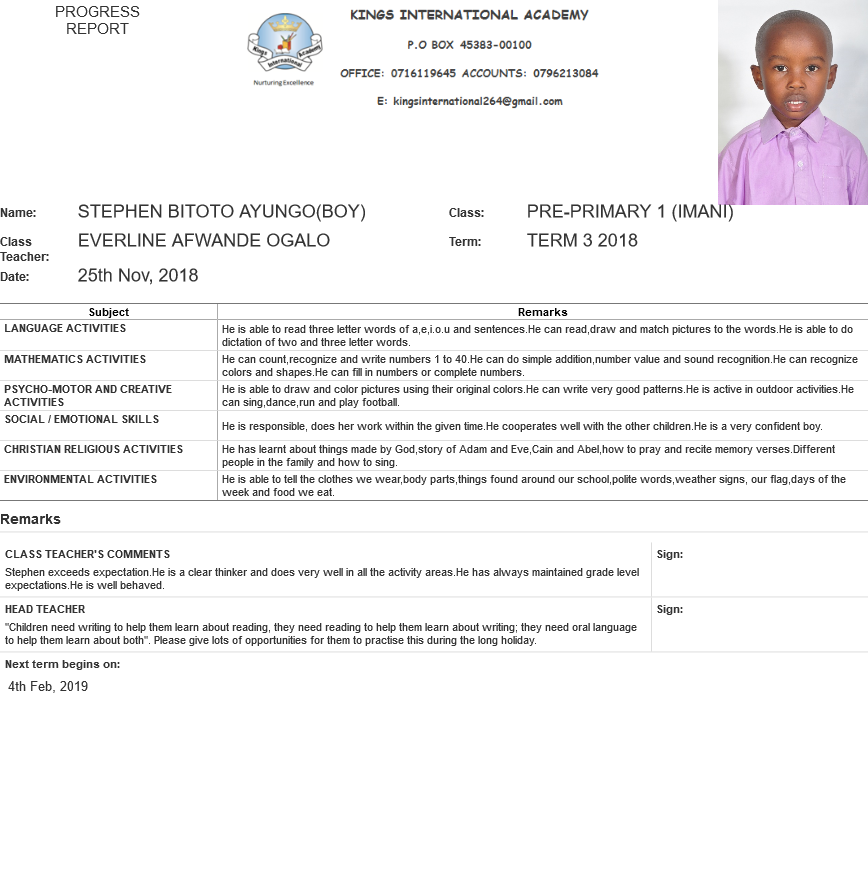 PROGRESS
REPORT
Kings International Academy
Nurturing Excellence
KINGS INTERNATIONAL ACADEMY
P.O BOX 45383-00100
OFFICE: 0716119645 ACCOUNTS: 0796213084
E: kingsinternational264@gmail.com
Name: STEPHEN BITOTO AYUNGO(BOY) Class: PRE-PRIMARY 1 (IMANI)
Class Teacher: EVERLINE AFWANDE OGALO Term: TERM 3 2018
Date: 25th Nov, 2018
Subject Remarks
LANGUAGE ACTIVITIES
He is able to read three letter words of a,e,i.o.u and sentences.He can read,draw and match pictures to the words.He is able to do
dictation of two and three letter words.
MATHEMATICS ACTIVITIES
He can count,recognize and write numbers 1 to 40.He can do simple addition,number value and sound recognition.He can recognize
colors and shapes.He can fill in numbers or complete numbers.
PSYCHO-MOTOR AND CREATIVE
ACTIVITIES
He is able to draw and color pictures using their original colors.He can write very good patterns.He is active in outdoor activities.He
can sing,dance,run and play football.
SOCIAL / EMOTIONAL SKILLS
He is responsible, does her work within the given time.He cooperates well with the other children.He is a very confident boy.
CHRISTIAN RELIGIOUS ACTIVITIES
He has learnt about things made by God,story of Adam and Eve,Cain and Abel,how to pray and recite memory verses.Different
people in the family and how to sing.
ENVIRONMENTAL ACTIVITIES
He is able to tell the clothes we wear,body parts,things found around our school,polite words,weather signs, our flag,days of the
week and food we eat.
Remarks
CLASS TEACHER'S COMMENTS
Stephen exceeds expectation.He is a clear thinker and does very well in all the activity areas.He has always maintained grade level
expectations.He is well behaved.
Sign:
HEAD TEACHER
"Children need writing to help them learn about reading, they need reading to help them learn about writing; they need oral language
to help them learn about both". Please give lots of opportunities for them to practise this during the long holiday.
Sign:
Next term begins on:
4th Feb, 2019